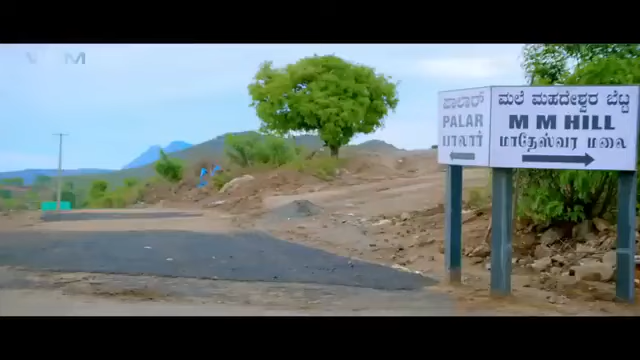 ಪಾಲಾರ್
PALAR
பாலார்
ಮಲೆ ಮಹದೇಶ್ವರ ಬೆಟ್ಟ
M M HILL
மாதேஸ்வர மலை